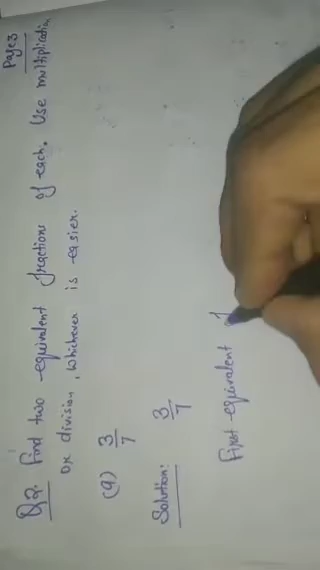 Page 3
Q2. Find two equivalent fractions of each. Use multiplication
or division, whichever is easier.
(a) 3/7
Solution: 3/7
First equivalent of